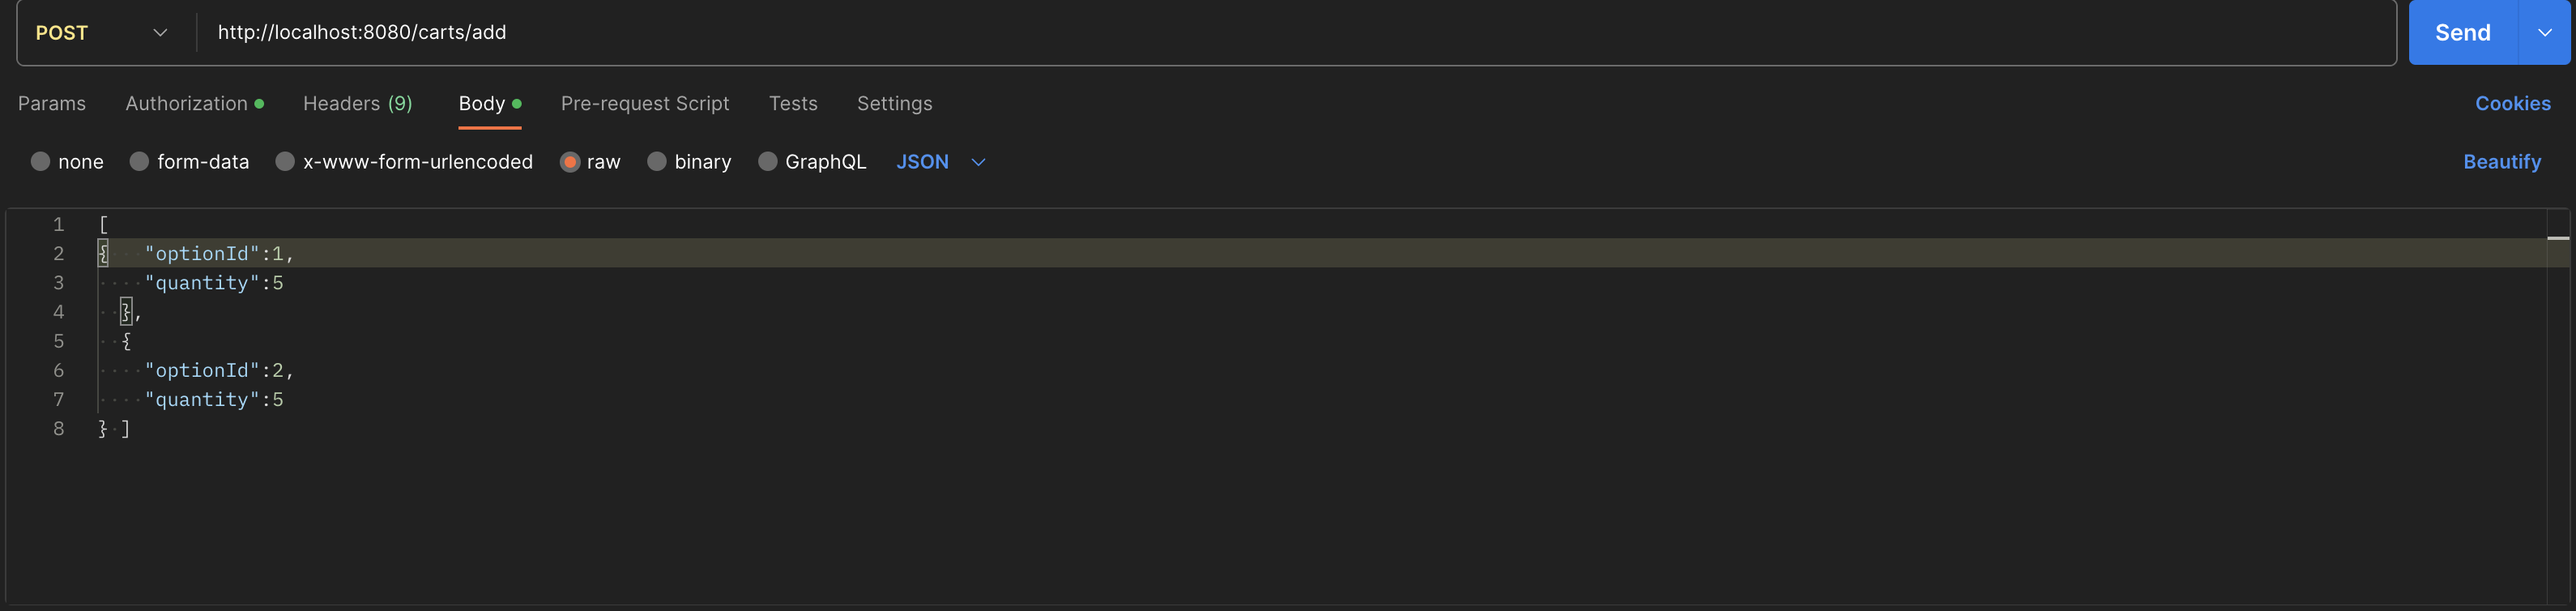 POST http://localhost:8080/carts/add Send
Params Authorization Headers (9) Body Pre-request Script Tests Settings Cookies
none form-data x-www-form-urlencoded raw binary GraphQL JSON Beautify
1 [
2 { "optionId":1,
3 "quantity":5
4 },
5 {
6 "optionId":2,
7 "quantity":5
8 } ]